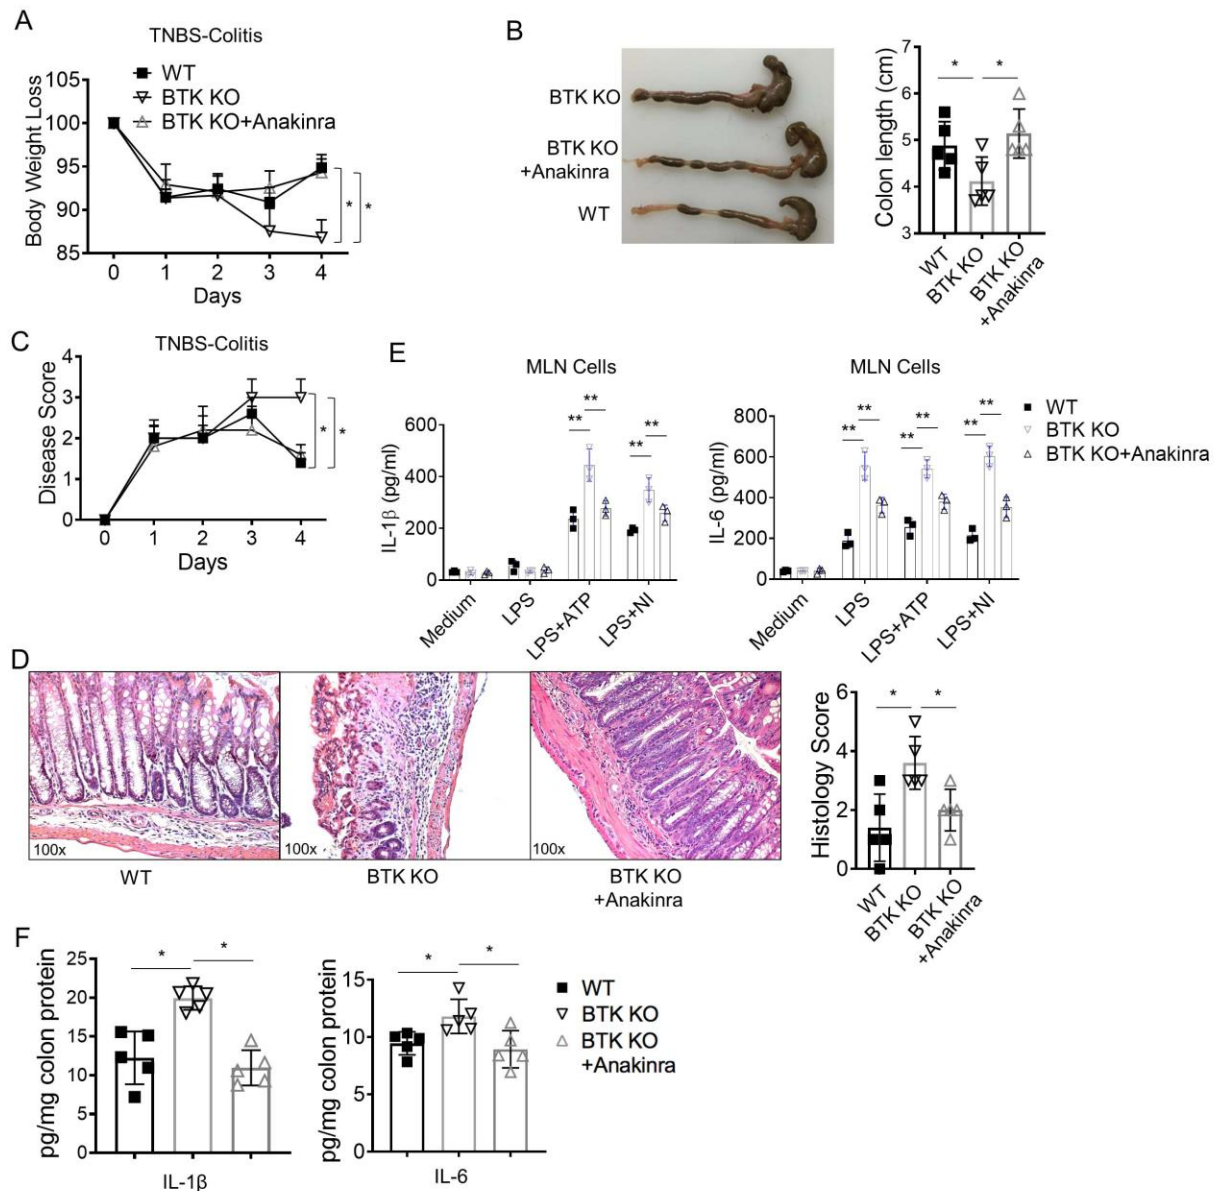 A
TNBS-Colitis
WT
BTK KO
BTK KO+Anakinra
Body Weight Loss
105
100
95
90
85
* *
0 1 2 3 4
Days
B
BTK KO
BTK KO
+Anakinra
WT
Colon length (cm)
7
6
5
4
3
* *
WT
BTK KO
BTK KO
+Anakinra
C
TNBS-Colitis
Disease Score
4
3
2
1
0
* *
0 1 2 3 4
Days
E
MLN Cells
IL-1β (pg/ml)
600
400
200
0
** **
** **
Medium
LPS
LPS+ATP
LPS+NI
MLN Cells
IL-6 (pg/ml)
800
600
400
200
0
** **
** **
** **
Medium
LPS
LPS+ATP
LPS+NI
WT
BTK KO
BTK KO+Anakinra
D
100x
100x
100x
WT
BTK KO
BTK KO
+Anakinra
Histology Score
6
4
2
0
* *
WT
BTK KO
BTK KO
+Anakinra
F
pg/mg colon protein
25
20
15
10
5
0
* *
IL-1β
pg/mg colon protein
15
10
5
0
* *
IL-6
WT
BTK KO
BTK KO
+Anakinra